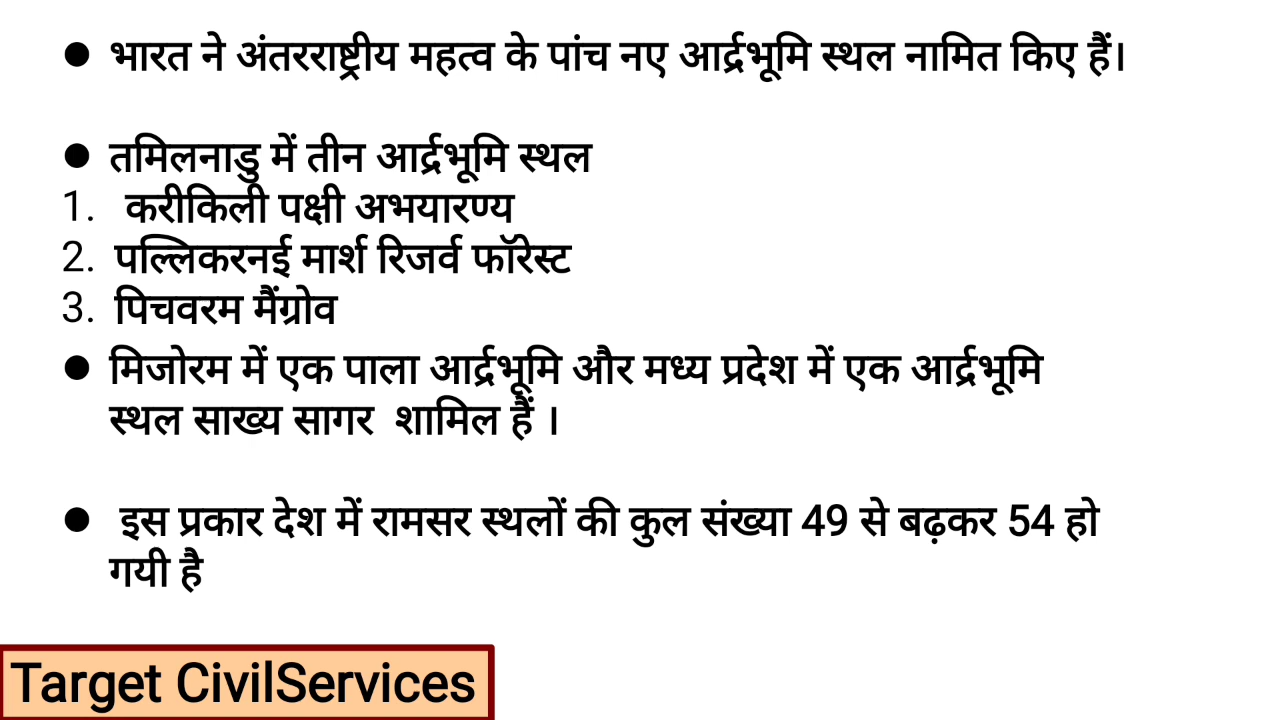 ● भारत ने अंतरराष्ट्रीय महत्व के पांच नए आर्द्रभूमि स्थल नामित किए हैं।
● तमिलनाडु में तीन आर्द्रभूमि स्थल
1. करीकिली पक्षी अभयारण्य
2. पल्लिकरनई मार्श रिजर्व फॉरेस्ट
3. पिचवरम मैंग्रोव
● मिजोरम में एक पाला आर्द्रभूमि और मध्य प्रदेश में एक आर्द्रभूमि
स्थल साख्य सागर शामिल हैं ।
● इस प्रकार देश में रामसर स्थलों की कुल संख्या 49 से बढ़कर 54 हो
गयी है
Target CivilServices